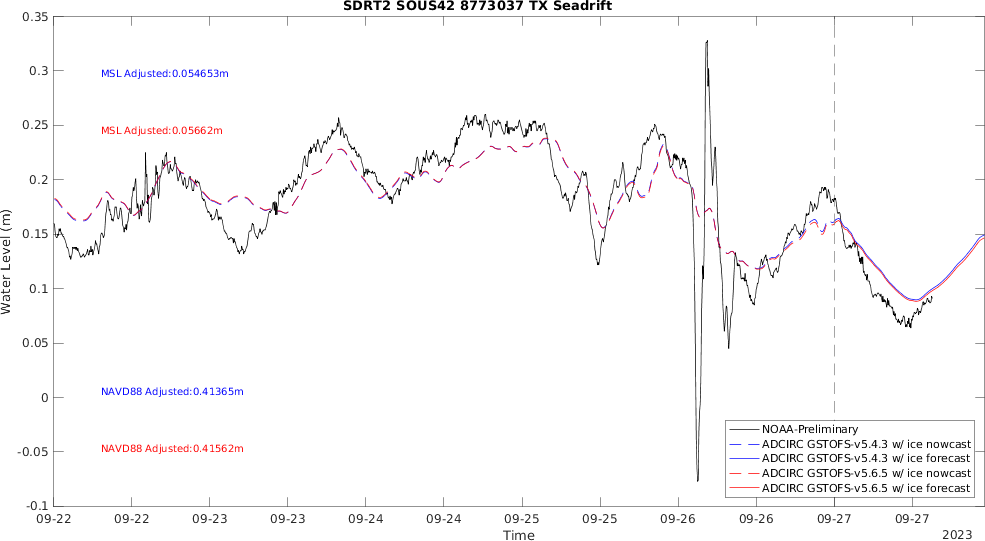 SDRT2 SOUS42 8773037 TX Seadrift
0.35
0.3
0.25
0.2
0.15
0.1
0.05
0
-0.05
-0.1
Water Level (m)
MSL Adjusted:0.054653m
MSL Adjusted:0.05662m
NAVD88 Adjusted:0.41365m
NAVD88 Adjusted:0.41562m
NOAA-Preliminary
ADCIRC GSTOFS-v5.4.3 w/ ice nowcast
ADCIRC GSTOFS-v5.4.3 w/ ice forecast
ADCIRC GSTOFS-v5.6.5 w/ ice nowcast
ADCIRC GSTOFS-v5.6.5 w/ ice forecast
09-22 09-22 09-23 09-23 09-24 09-24 09-25 09-25 09-26 09-26 09-27 09-27
Time
2023